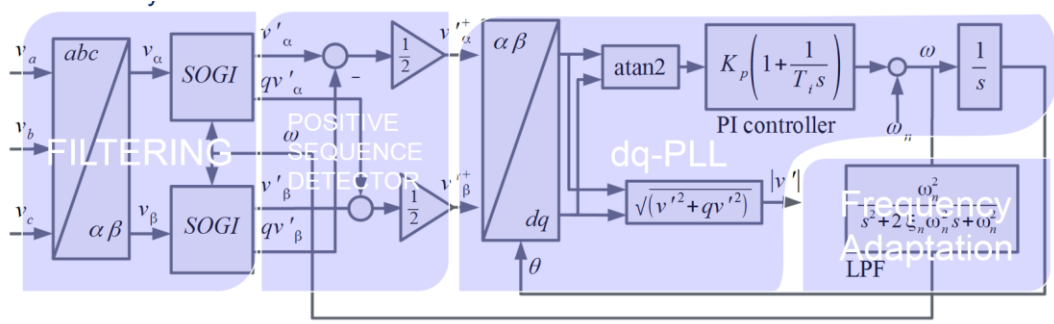 v_a
v_b
v_c
abc
αβ
v_α
v_β
SOGI
SOGI
FILTERING
v'_α
qv'_α
ω
v'_β
qv'_β
-
POSITIVE
SEQUENCE
DETECTOR
1/2
1/2
v'^+_α
v'^+_β
αβ
dq
θ
atan2
K_p(1+1/(T_i s))
PI controller
ω
ω_n
1/s
dq-PLL
√(v'^2+qv'^2)
|v'|
ω_n^2/(s^2+2ξ_nω_n^2s+ω_n^2)
LPF
Frequency
Adaptation